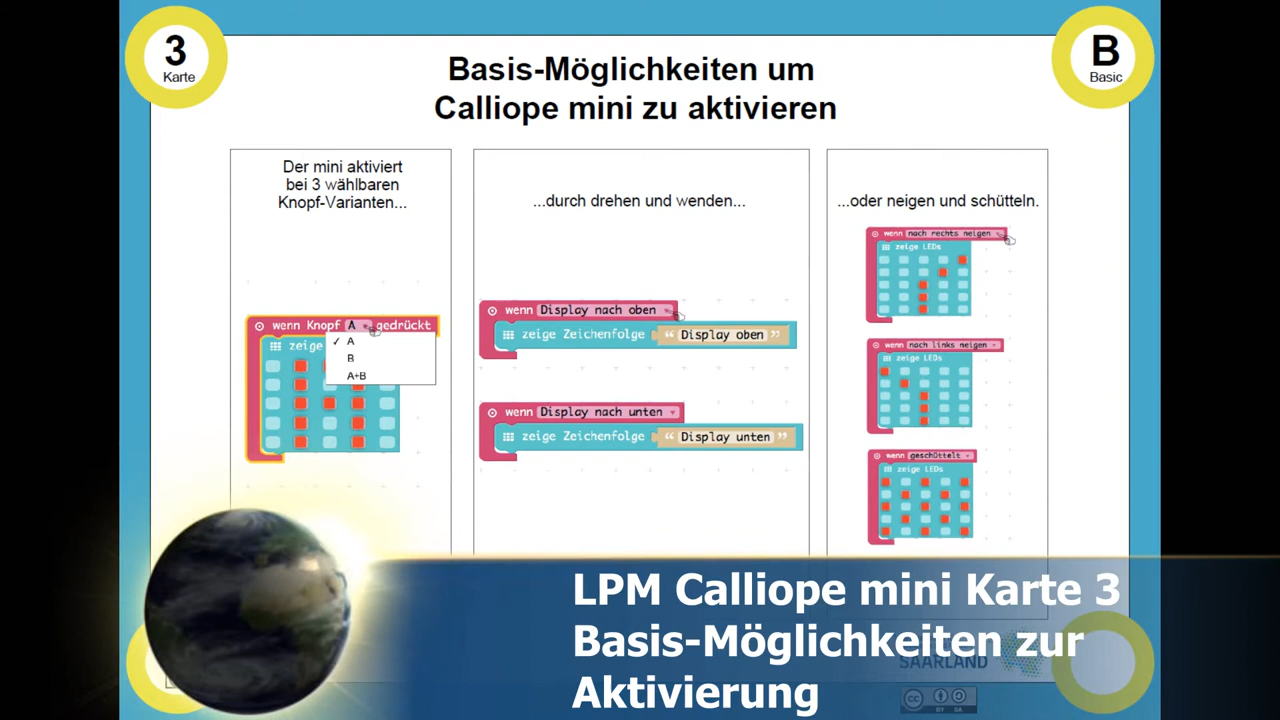 3
Karte
B
Basic
Basis-Möglichkeiten um
Calliope mini zu aktivieren
Der mini aktiviert
bei 3 wählbaren
Knopf-Varianten...
wenn Knopf A gedrückt
zeige
✓ A
B
A+B
...durch drehen und wenden...
wenn Display nach oben
zeige Zeichenfolge “ Display oben ”
wenn Display nach unten
zeige Zeichenfolge “ Display unten ”
...oder neigen und schütteln.
wenn nach rechts neigen
zeige LEDs
wenn nach links neigen
zeige LEDs
wenn geschüttelt
zeige LEDs
LPM Calliope mini Karte 3
Basis-Möglichkeiten zur
Aktivierung
SAARLAND
cc
BY SA